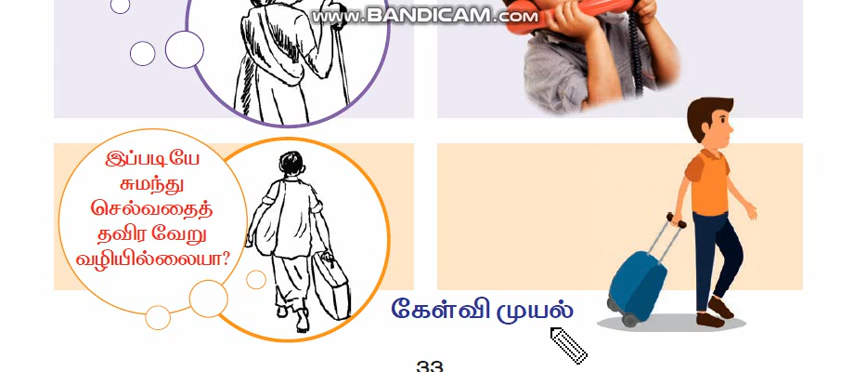 www.BANDICAM.com
இப்படியே
சுமந்து
செல்வதைத்
தவிர வேறு
வழியில்லையா?
கேள்வி முயல்
33